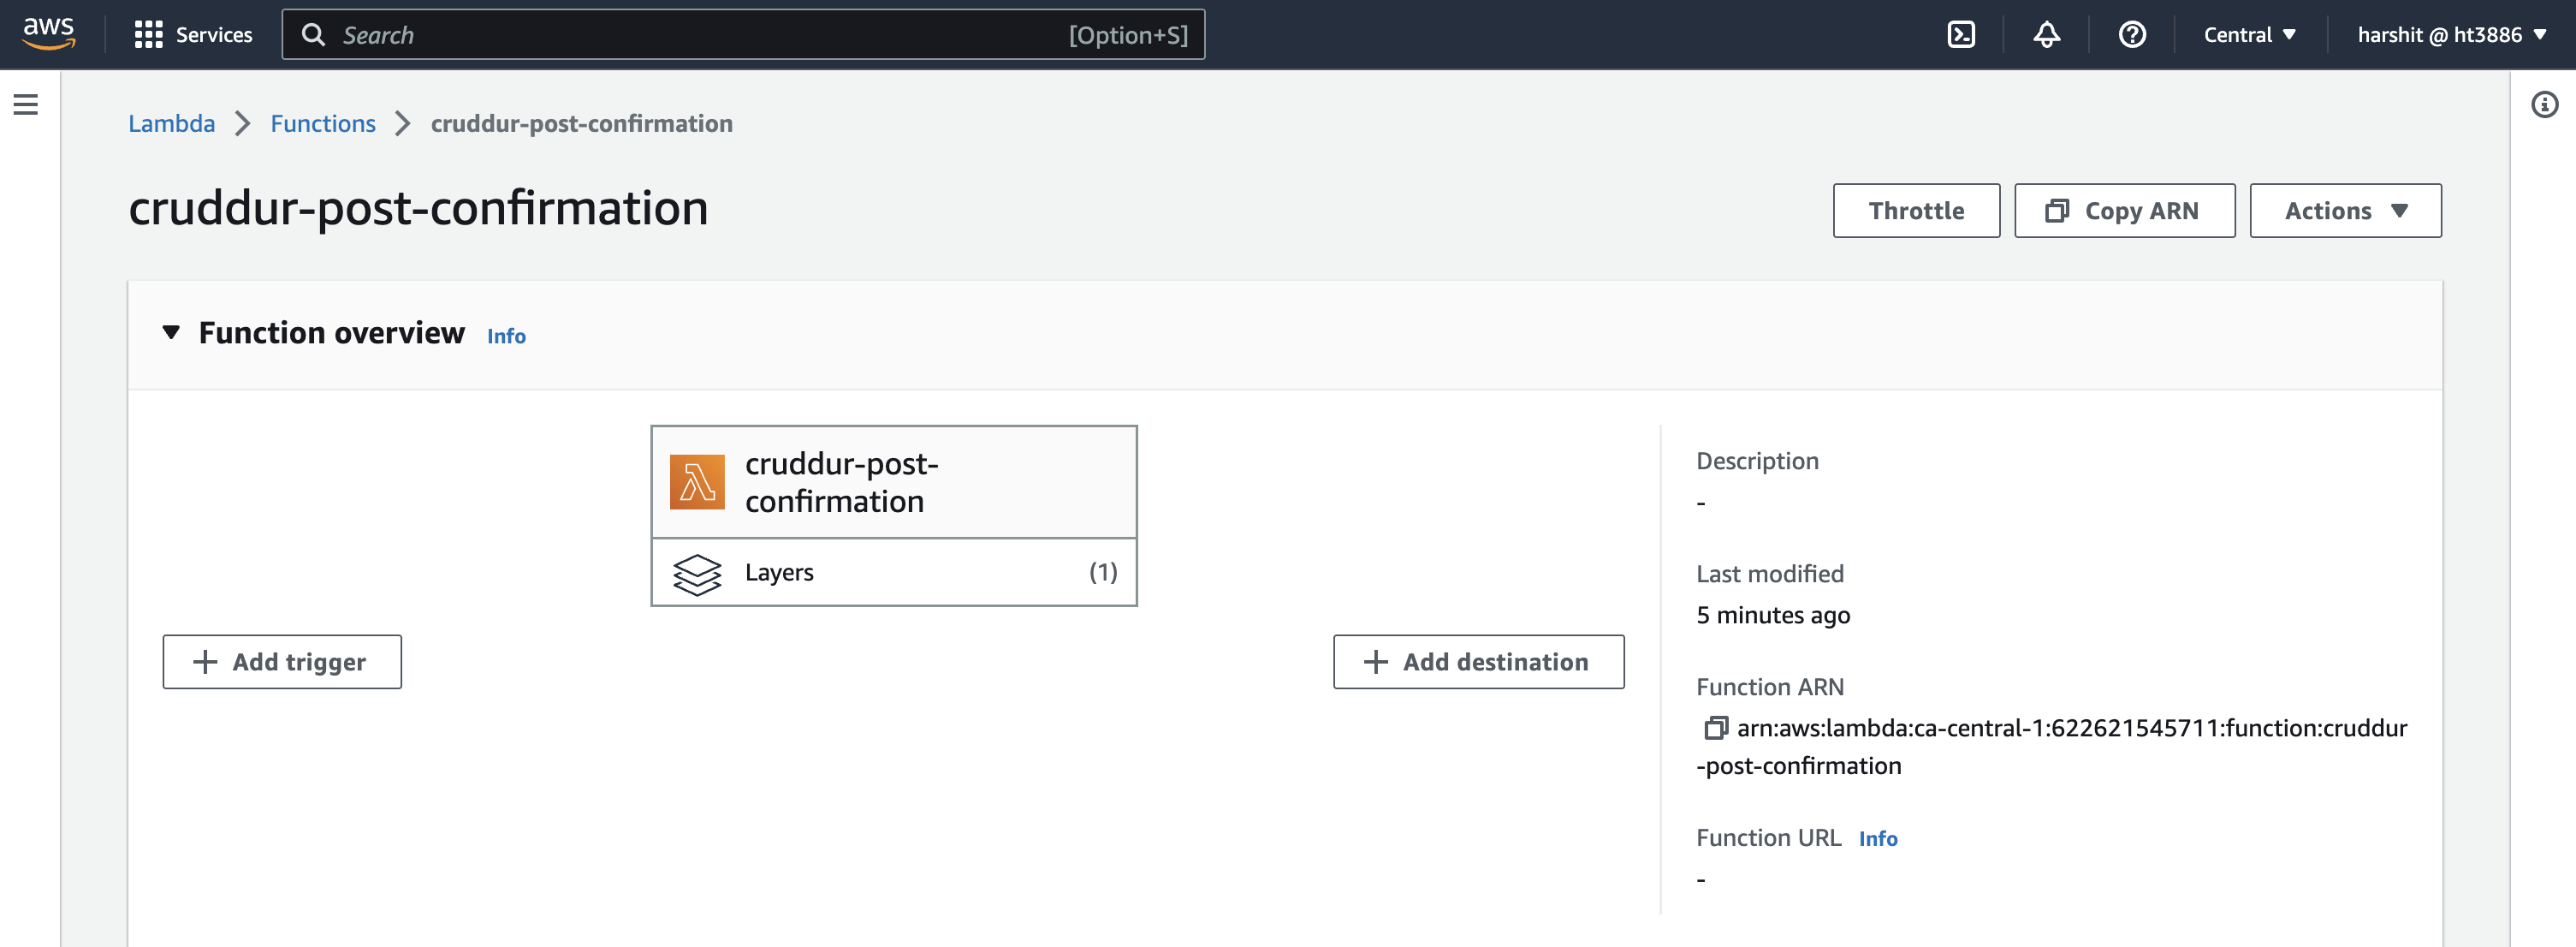 aws Services Search [Option+S] Central harshit @ ht3886
Lambda Functions cruddur-post-confirmation
cruddur-post-confirmation
Throttle Copy ARN Actions
Function overview Info
cruddur-post-
confirmation
Layers (1)
Add trigger
Add destination
Description
-
Last modified
5 minutes ago
Function ARN
arn:aws:lambda:ca-central-1:622621545711:function:cruddur
-post-confirmation
Function URL Info
-